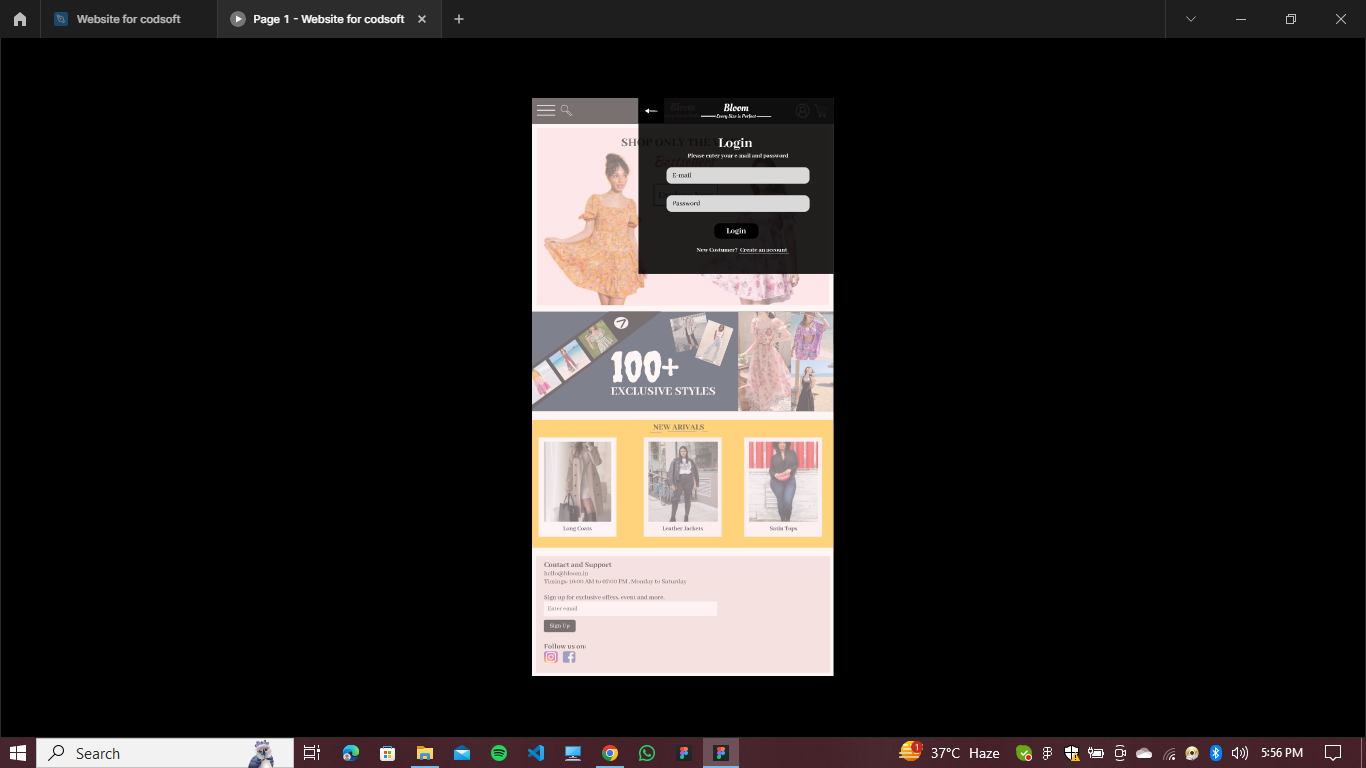 Website for codsoft
Page 1 - Website for codsoft
Bloom
Every Size is Perfect
SHOP ONLY THE
Login
Please enter your e-mail and password
E-mail
Password
Login
New Costumer? Create an account
100+
EXCLUSIVE STYLES
NEW ARIVALS
Long Coats
Leather Jackets
Satin Tops
Contact and Support
hello@bloom.in
Timings: 10:00 AM to 07:00 PM , Monday to Saturday
Sign up for exclusive offers, event and more.
Enter email
Sign Up
Follow us on:
Search
1
37°C Haze
5:56 PM